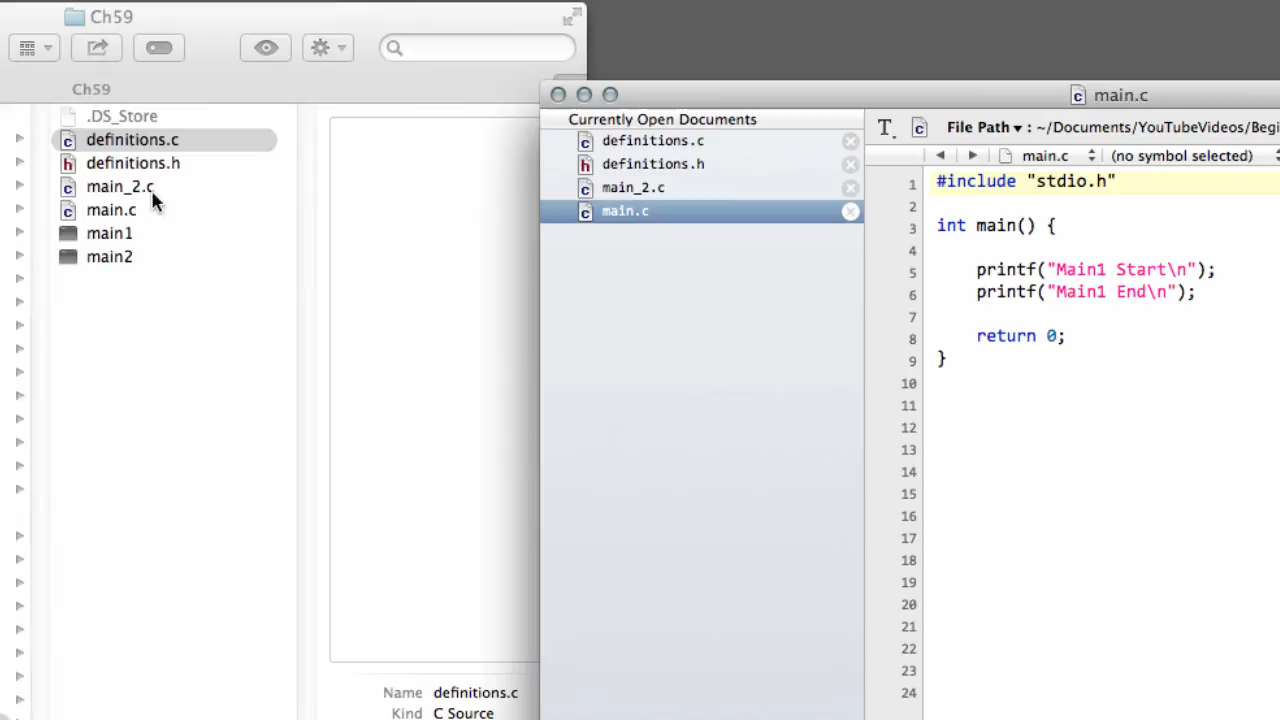 Ch59
Ch59
.DS_Store
definitions.c
definitions.h
main_2.c
main.c
main1
main2
Name definitions.c
Kind C Source
main.c
Currently Open Documents
definitions.c
definitions.h
main_2.c
main.c
File Path ▾ : ~/Documents/YouTubeVideos/Begi
main.c (no symbol selected)
1 #include "stdio.h"
2
3 int main() {
4
5 printf("Main1 Start\n");
6 printf("Main1 End\n");
7
8 return 0;
9 }
10
11
12
13
14
15
16
17
18
19
20
21
22
23
24